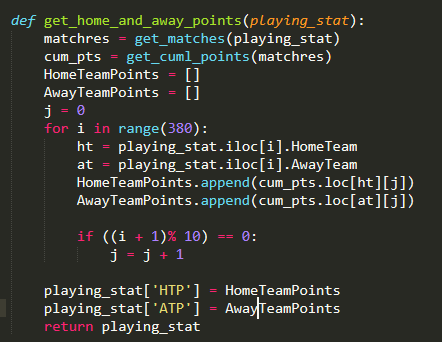 def get_home_and_away_points(playing_stat):
    matchres = get_matches(playing_stat)
    cum_pts = get_cuml_points(matchres)
    HomeTeamPoints = []
    AwayTeamPoints = []
    j = 0
    for i in range(380):
        ht = playing_stat.iloc[i].HomeTeam
        at = playing_stat.iloc[i].AwayTeam
        HomeTeamPoints.append(cum_pts.loc[ht][j])
        AwayTeamPoints.append(cum_pts.loc[at][j])

        if ((i + 1)% 10) == 0:
            j = j + 1

    playing_stat['HTP'] = HomeTeamPoints
    playing_stat['ATP'] = AwayTeamPoints
    return playing_stat